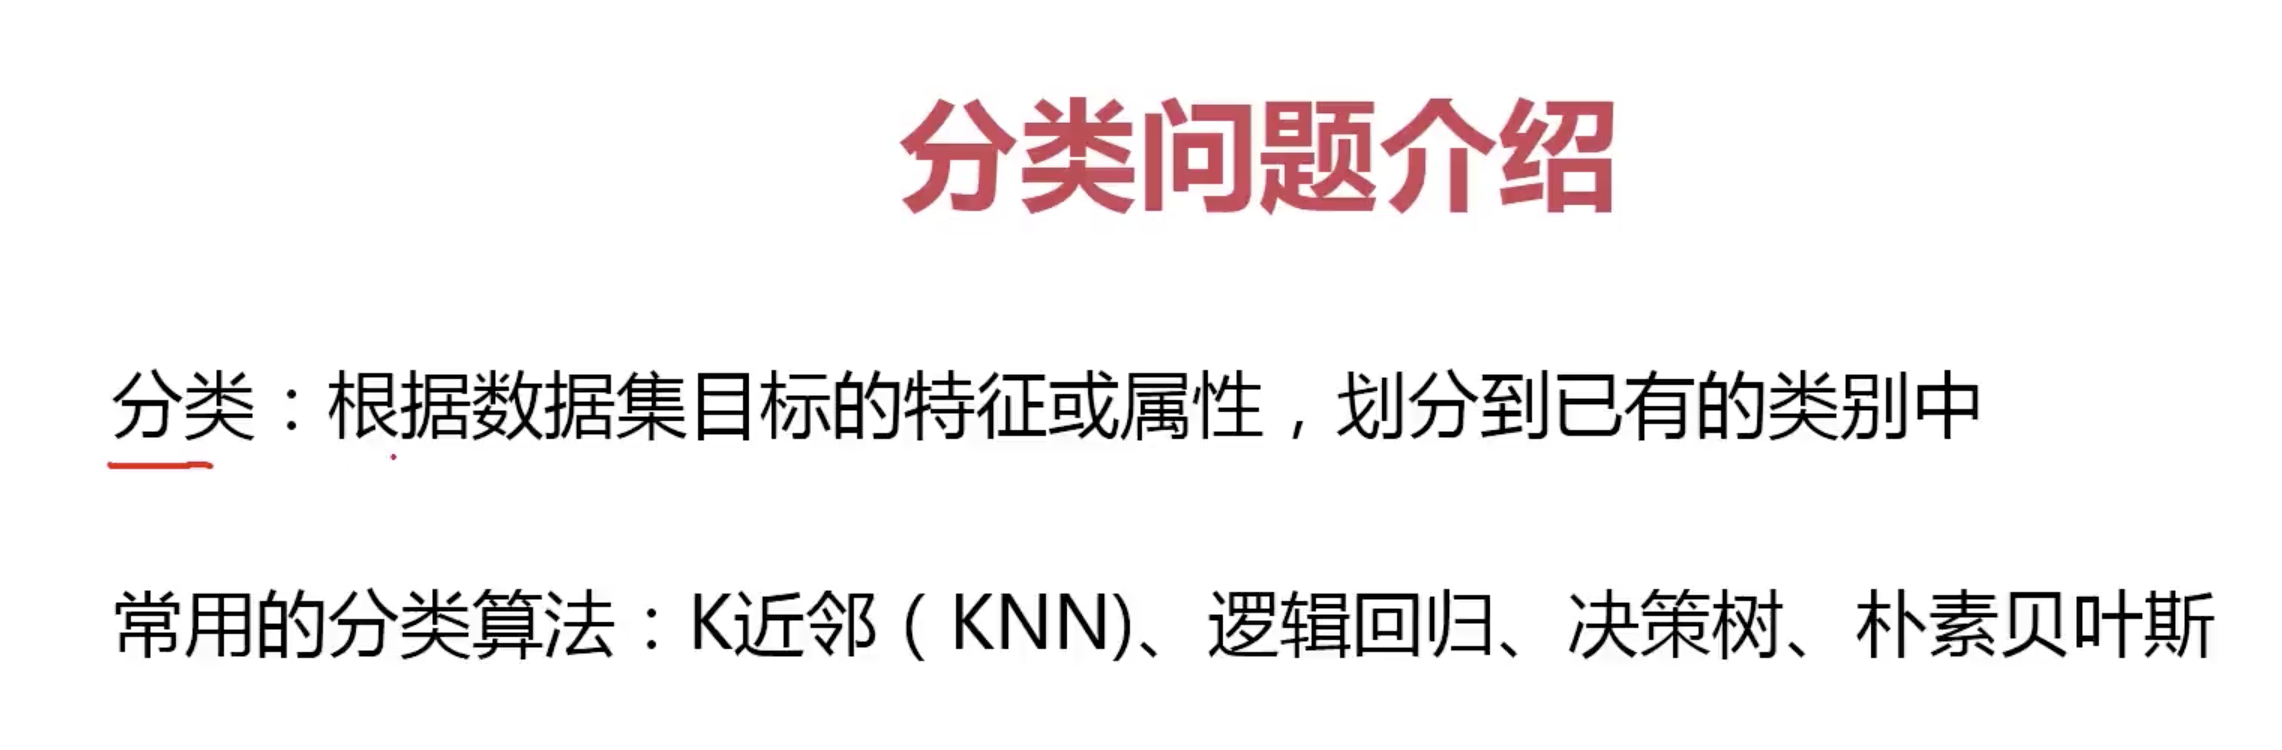 分类问题介绍
分类：根据数据集目标的特征或属性，划分到已有的类别中
常用的分类算法：K近邻（KNN)、逻辑回归、决策树、朴素贝叶斯